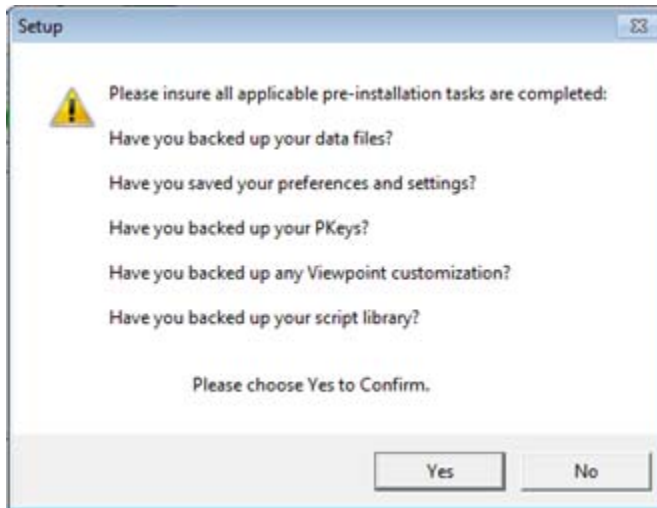 Setup
Please insure all applicable pre-installation tasks are completed:
Have you backed up your data files?
Have you saved your preferences and settings?
Have you backed up your PKeys?
Have you backed up any Viewpoint customization?
Have you backed up your script library?
Please choose Yes to Confirm.
Yes
No